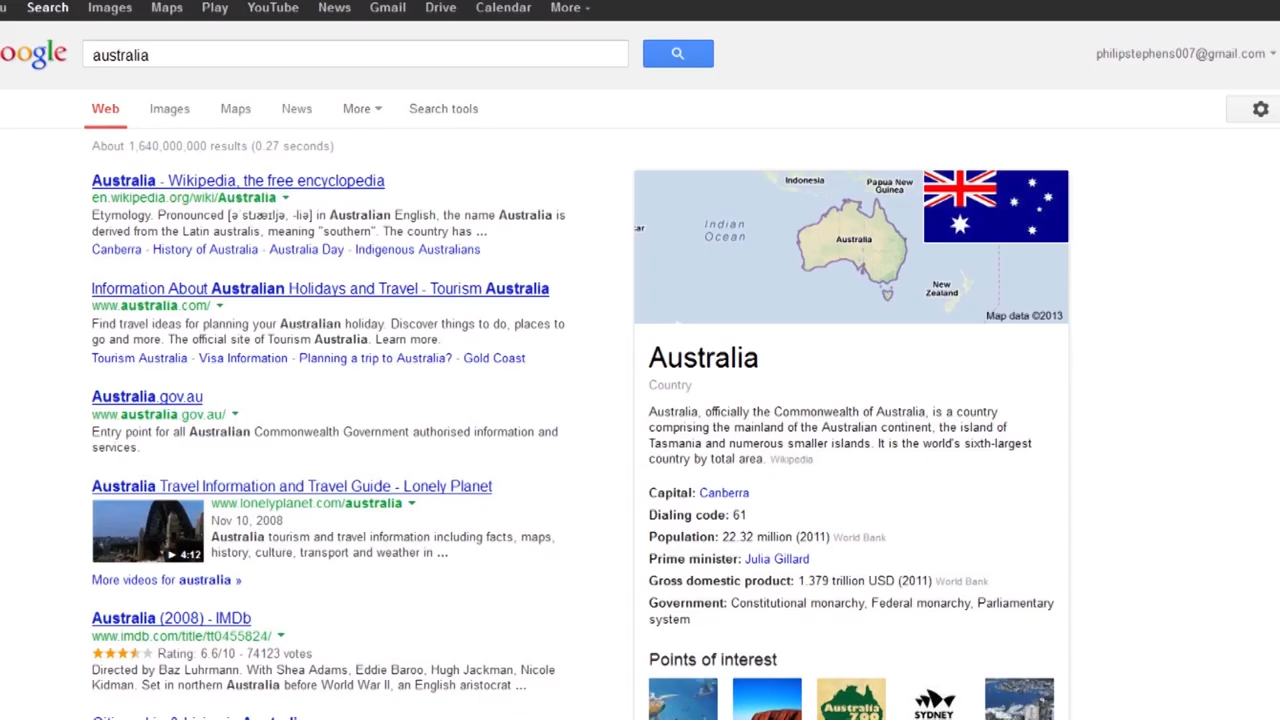 Search Images Maps Play YouTube News Gmail Drive Calendar More
oogle australia philipstephens007@gmail.com
Web Images Maps News More Search tools
About 1,640,000,000 results (0.27 seconds)
Australia - Wikipedia, the free encyclopedia
en.wikipedia.org/wiki/Australia
Etymology. Pronounced [əˈstɹæɪljə, -liə] in Australian English, the name Australia is
derived from the Latin australis, meaning "southern". The country has ...
Canberra - History of Australia - Australia Day - Indigenous Australians
Information About Australian Holidays and Travel - Tourism Australia
www.australia.com/
Find travel ideas for planning your Australian holiday. Discover things to do, places to
go and more. The official site of Tourism Australia. Learn more.
Tourism Australia - Visa Information - Planning a trip to Australia? - Gold Coast
Australia.gov.au
www.australia.gov.au/
Entry point for all Australian Commonwealth Government authorised information and
services.
Australia Travel Information and Travel Guide - Lonely Planet
www.lonelyplanet.com/australia
Nov 10, 2008
Australia tourism and travel information including facts, maps,
history, culture, transport and weather in ...
4:12
More videos for australia »
Australia (2008) - IMDb
www.imdb.com/title/tt0455824/
Rating: 6.6/10 - 74123 votes
Directed by Baz Luhrmann. With Shea Adams, Eddie Baroo, Hugh Jackman, Nicole
Kidman. Set in northern Australia before World War II, an English aristocrat ...
Indonesia
Papua New
Guinea
Indian
Ocean
Australia
New
Zealand
Map data ©2013
Australia
Country
Australia, officially the Commonwealth of Australia, is a country
comprising the mainland of the Australian continent, the island of
Tasmania and numerous smaller islands. It is the world's sixth-largest
country by total area. Wikipedia
Capital: Canberra
Dialing code: 61
Population: 22.32 million (2011) World Bank
Prime minister: Julia Gillard
Gross domestic product: 1.379 trillion USD (2011) World Bank
Government: Constitutional monarchy, Federal monarchy, Parliamentary
system
Points of interest
Australia
ZOO
SYDNEY